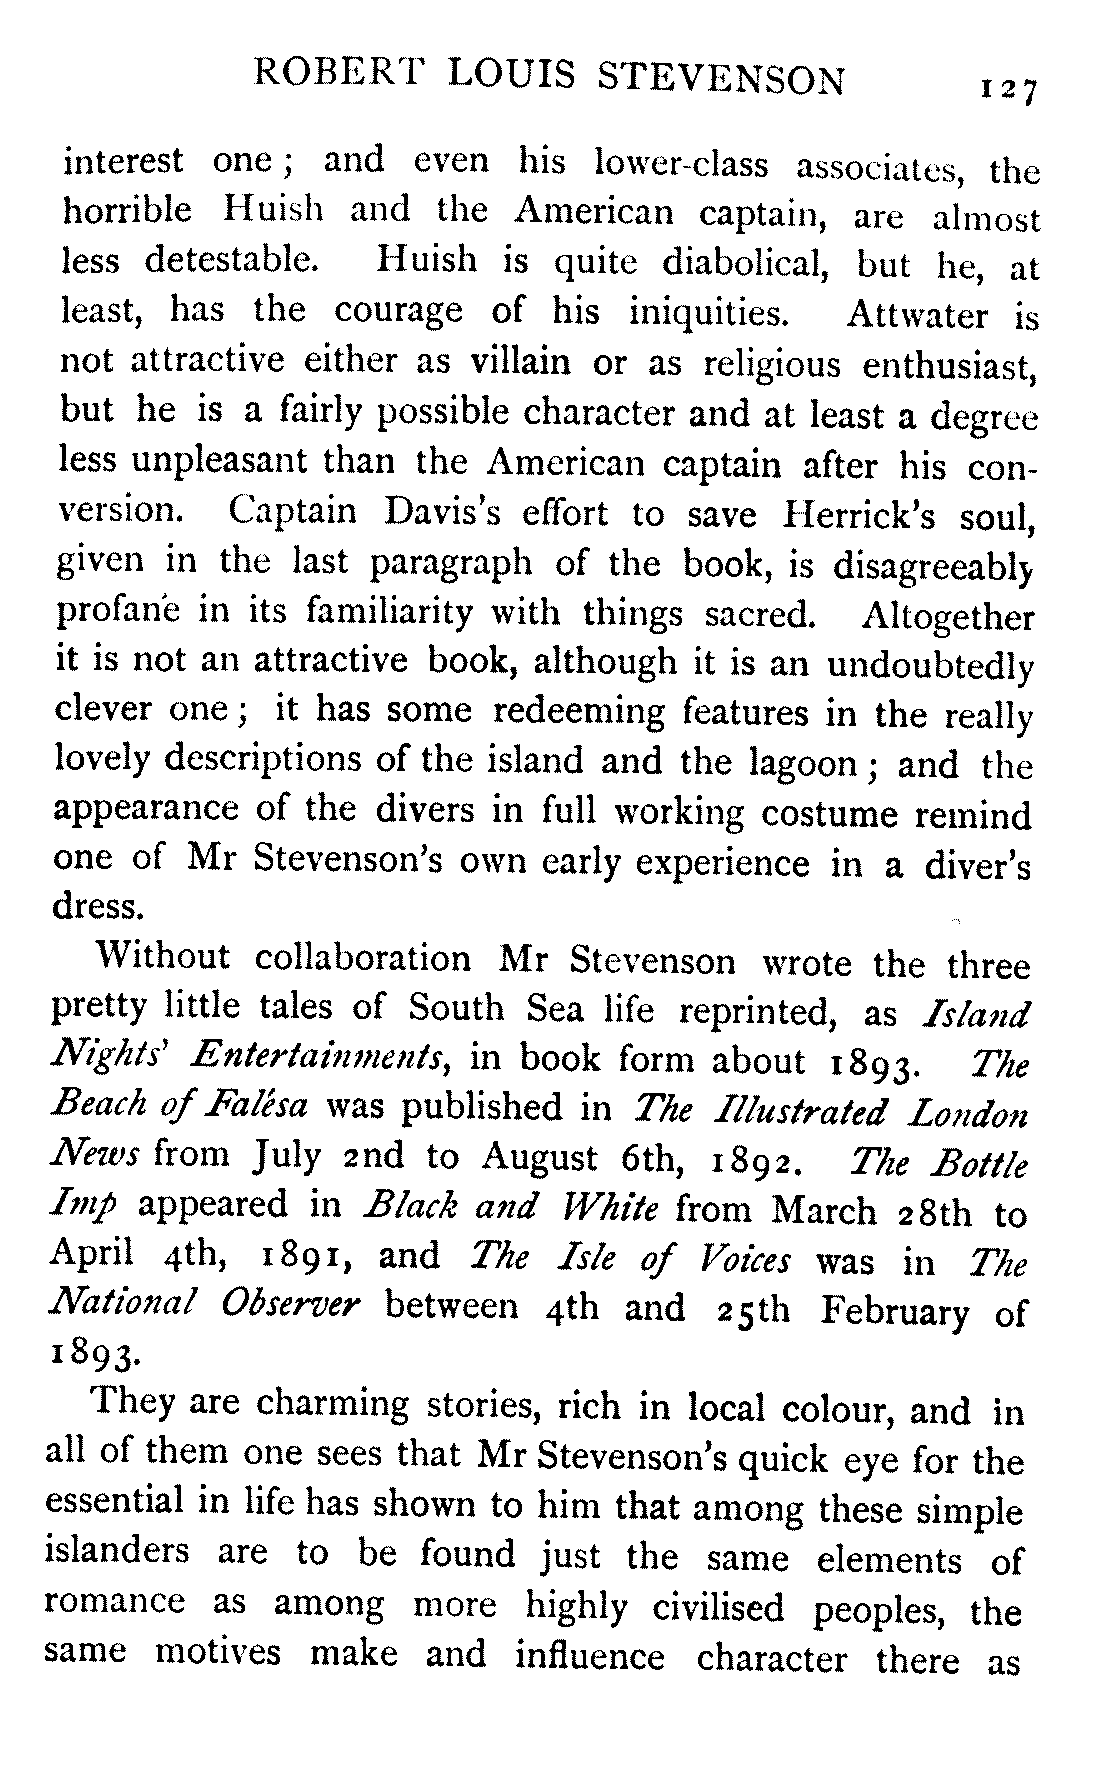 ROBERT LOUIS STEVENSON 127
interest one ; and even his lower-class associates, the
horrible Huish and the American captain, are almost
less detestable. Huish is quite diabolical, but he, at
least, has the courage of his iniquities. Attwater is
not attractive either as villain or as religious enthusiast,
but he is a fairly possible character and at least a degree
less unpleasant than the American captain after his con-
version. Captain Davis's effort to save Herrick's soul,
given in the last paragraph of the book, is disagreeably
profane in its familiarity with things sacred. Altogether
it is not an attractive book, although it is an undoubtedly
clever one ; it has some redeeming features in the really
lovely descriptions of the island and the lagoon ; and the
appearance of the divers in full working costume remind
one of Mr Stevenson's own early experience in a diver's
dress.
Without collaboration Mr Stevenson wrote the three
pretty little tales of South Sea life reprinted, as Island
Nights' Entertainments, in book form about 1893. The
Beach of Falésa was published in The Illustrated London
News from July 2nd to August 6th, 1892. The Bottle
Imp appeared in Black and White from March 28th to
April 4th, 1891, and The Isle of Voices was in The
National Observer between 4th and 25th February of
1893.
They are charming stories, rich in local colour, and in
all of them one sees that Mr Stevenson's quick eye for the
essential in life has shown to him that among these simple
islanders are to be found just the same elements of
romance as among more highly civilised peoples, the
same motives make and influence character there as